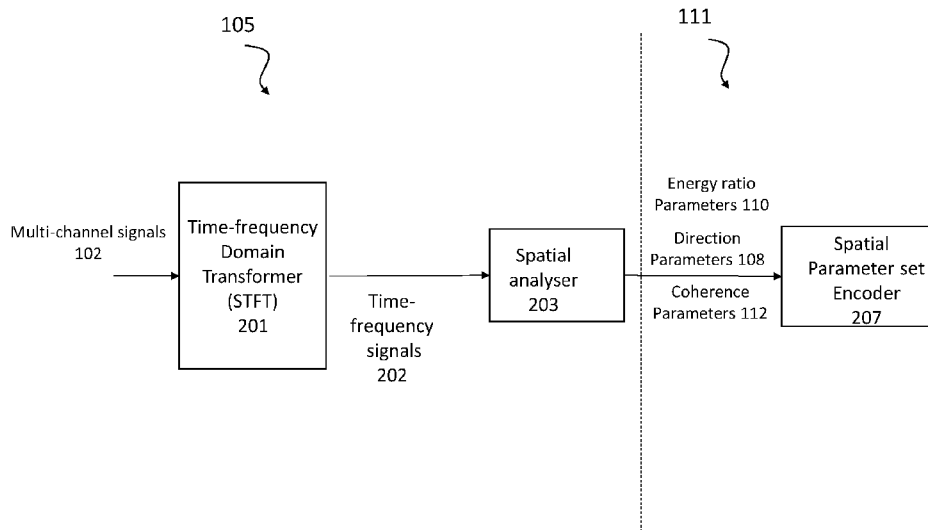 105
111
Multi-channel signals
102
Time-frequency
Domain
Transformer
(STFT)
201
Time-
frequency
signals
202
Spatial
analyser
203
Energy ratio
Parameters 110
Direction
Parameters 108
Coherence
Parameters 112
Spatial
Parameter set
Encoder
207